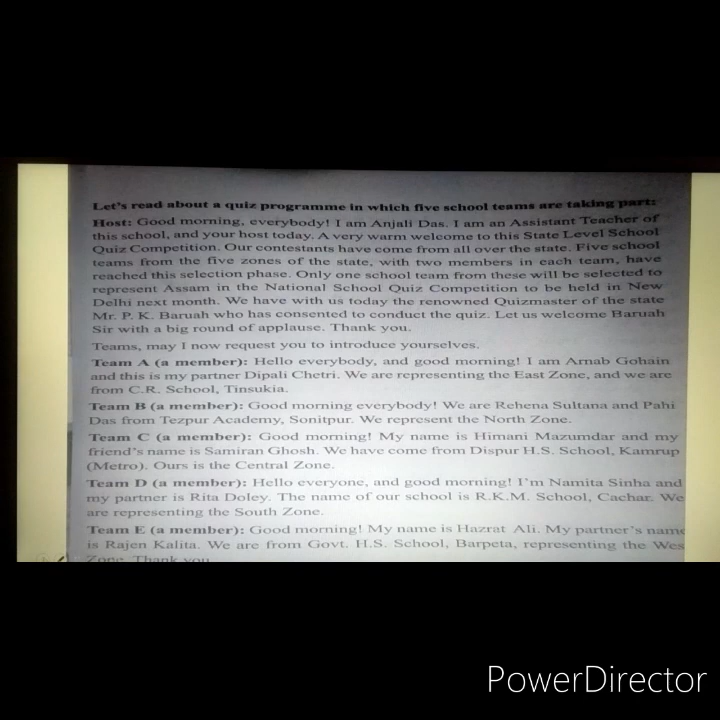 Let's read about a quiz programme in which five school teams are taking part:
Host: Good morning, everybody! I am Anjali Das. I am an Assistant Teacher of
this school, and your host today. A very warm welcome to this State Level School
Quiz Competition. Our contestants have come from all over the state. Five school
teams from the five zones of the state, with two members in each team, have
reached this selection phase. Only one school team from these will be selected to
represent Assam in the National School Quiz Competition to be held in New
Delhi next month. We have with us today the renowned Quizmaster of the state
Mr. P. K. Baruah who has consented to conduct the quiz. Let us welcome Baruah
Sir with a big round of applause. Thank you.
Teams, may I now request you to introduce yourselves.
Team A (a member): Hello everybody, and good morning! I am Arnab Gohain
and this is my partner Dipali Chetri. We are representing the East Zone, and we are
from C.R. School, Tinsukia.
Team B (a member): Good morning everybody! We are Rehena Sultana and Pahi
Das from Tezpur Academy, Sonitpur. We represent the North Zone.
Team C (a member): Good morning! My name is Himani Mazumdar and my
friend's name is Samiran Ghosh. We have come from Dispur H.S. School, Kamrup
(Metro). Ours is the Central Zone.
Team D (a member): Hello everyone, and good morning! I'm Namita Sinha and
my partner is Rita Doley. The name of our school is R.K.M. School, Cachar. We
are representing the South Zone.
Team E (a member): Good morning! My name is Hazrat Ali. My partner's name
is Rajen Kalita. We are from Govt. H.S. School, Barpeta, representing the Wes
Zone. Thank you
PowerDirector